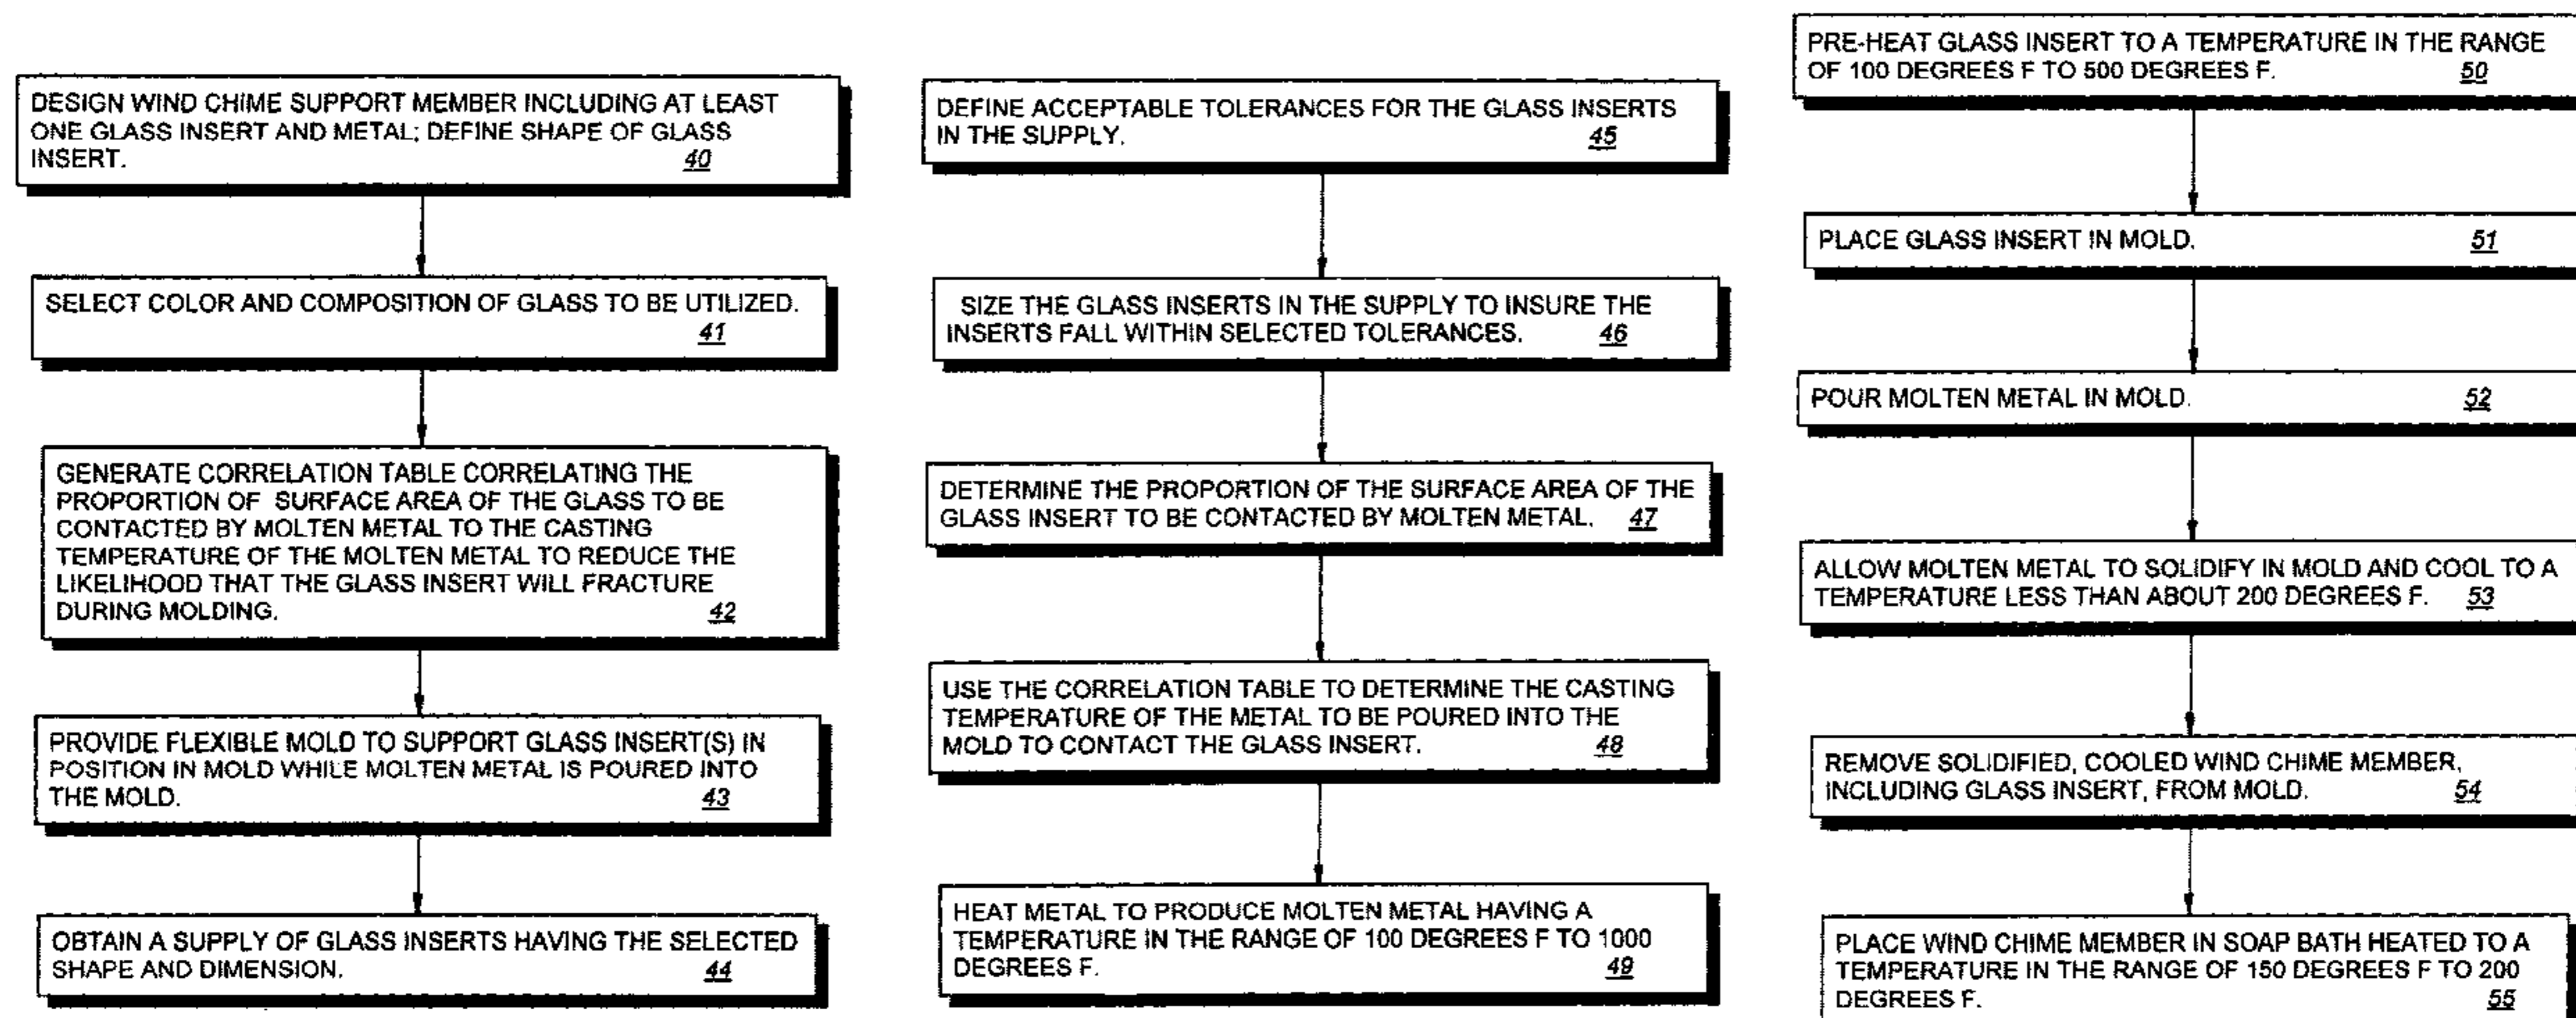 DESIGN WIND CHIME SUPPORT MEMBER INCLUDING AT LEAST
ONE GLASS INSERT AND METAL; DEFINE SHAPE OF GLASS
INSERT. 40
SELECT COLOR AND COMPOSITION OF GLASS TO BE UTILIZED.
41
GENERATE CORRELATION TABLE CORRELATING THE
PROPORTION OF SURFACE AREA OF THE GLASS TO BE
CONTACTED BY MOLTEN METAL TO THE CASTING
TEMPERATURE OF THE MOLTEN METAL TO REDUCE THE
LIKELIHOOD THAT THE GLASS INSERT WILL FRACTURE
DURING MOLDING. 42
PROVIDE FLEXIBLE MOLD TO SUPPORT GLASS INSERT(S) IN
POSITION IN MOLD WHILE MOLTEN METAL IS POURED INTO
THE MOLD. 43
OBTAIN A SUPPLY OF GLASS INSERTS HAVING THE SELECTED
SHAPE AND DIMENSION. 44
DEFINE ACCEPTABLE TOLERANCES FOR THE GLASS INSERTS
IN THE SUPPLY. 45
SIZE THE GLASS INSERTS IN THE SUPPLY TO INSURE THE
INSERTS FALL WITHIN SELECTED TOLERANCES. 46
DETERMINE THE PROPORTION OF THE SURFACE AREA OF THE
GLASS INSERT TO BE CONTACTED BY MOLTEN METAL. 47
USE THE CORRELATION TABLE TO DETERMINE THE CASTING
TEMPERATURE OF THE METAL TO BE POURED INTO THE
MOLD TO CONTACT THE GLASS INSERT. 48
HEAT METAL TO PRODUCE MOLTEN METAL HAVING A
TEMPERATURE IN THE RANGE OF 100 DEGREES F TO 1000
DEGREES F. 49
PRE-HEAT GLASS INSERT TO A TEMPERATURE IN THE RANGE
OF 100 DEGREES F TO 500 DEGREES F. 50
PLACE GLASS INSERT IN MOLD. 51
POUR MOLTEN METAL IN MOLD. 52
ALLOW MOLTEN METAL TO SOLIDIFY IN MOLD AND COOL TO A
TEMPERATURE LESS THAN ABOUT 200 DEGREES F. 53
REMOVE SOLIDIFIED, COOLED WIND CHIME MEMBER,
INCLUDING GLASS INSERT, FROM MOLD. 54
PLACE WIND CHIME MEMBER IN SOAP BATH HEATED TO A
TEMPERATURE IN THE RANGE OF 150 DEGREES F TO 200
DEGREES F. 55